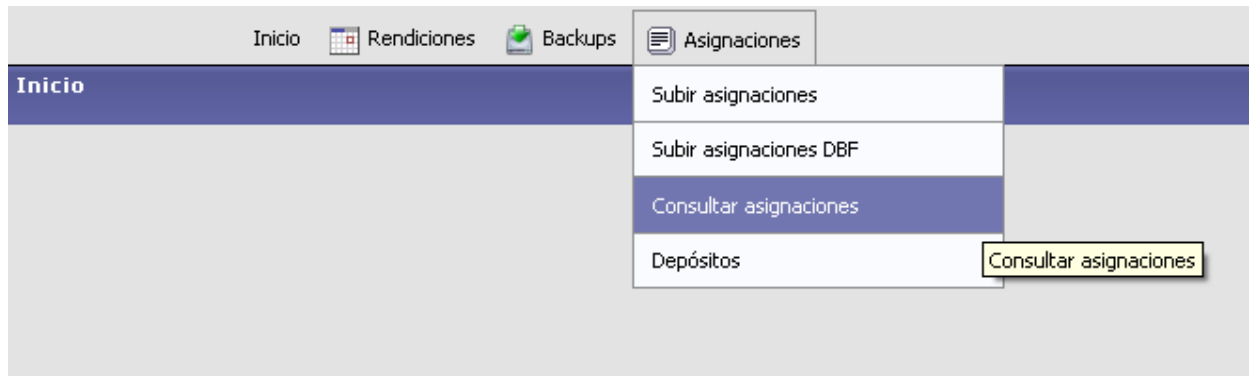 Inicio Rendiciones Backups Asignaciones
Inicio
Subir asignaciones
Subir asignaciones DBF
Consultar asignaciones
Depósitos
Consultar asignaciones